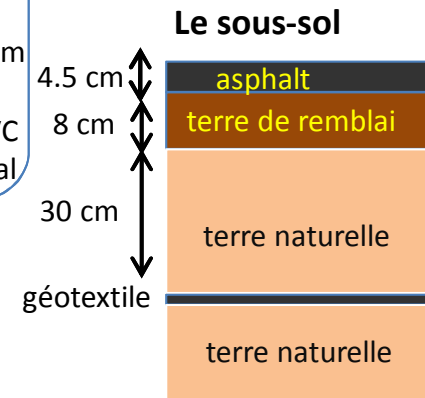 Le sous-sol
m
4.5 cm
asphalt
8 cm
terre de remblai
al
30 cm
terre naturelle
géotextile
terre naturelle